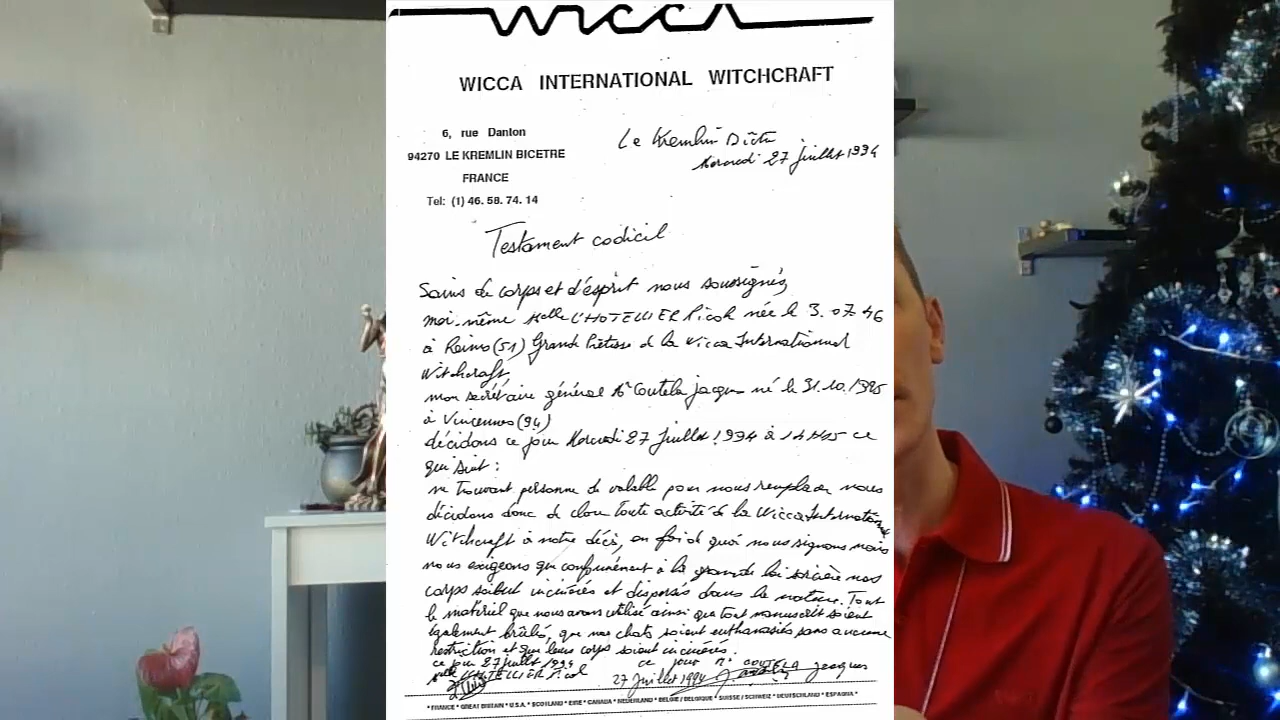 wicca
WICCA INTERNATIONAL WITCHCRAFT
6, rue Danton
94270 LE KREMLIN BICETRE
FRANCE
Tel: (1) 46. 58. 74. 14
Le Kremlin
Mercredi 27 juillet 1994
Testament codicil
Sains de corps et d'esprit nous soussignés
moi-même Melle L'HOTELLIER Picok née le 3. 07 46
à Reims (51) Grande Prêtresse de la Wicca International
Witchcraft
mon secrétaire général Mr Coutela jacques né le 31.10.
à Vincennes (94)
décidons ce jour Mercredi 27 juillet 1994 à 14H15 ce
qui suit :
ne trouvant personne de valable pour nous remplacer nous
décidons donc de clore toute activité de la Wicca International
Witchcraft à notre décès, en foi de quoi nous signons mais
nous exigeons que conformément à la grande loi sorcière nos
corps soient incinérés et dispersés dans la nature. Tout
le matériel que nous avons utilisé ainsi que tout manuscrit soient
également brûlés, que nos chats soient euthanasiés sans aucune
restriction et que leurs corps soient incinérés.
ce jour 27 juillet 1994 ce jour Mr COUTELA jacques
L'HOTELLIER 27 juillet 1994
* FRANCE * GREAT BRITAIN * U.S.A. * SCOTLAND * EIRE * CANADA * NEDERLAND * BELGIE / BELGIQUE * SUISSE / SCHWEIZ * DEUTSCHLAND * ESPAGNA *